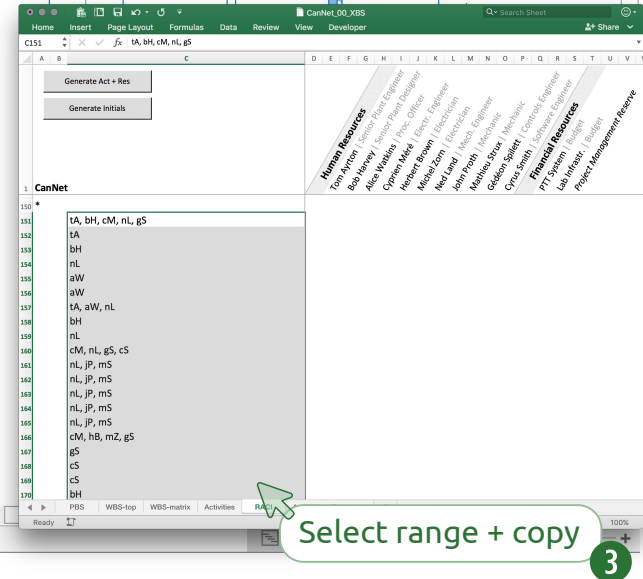 CanNet_00_XBS
Search Sheet
Home Insert Page Layout Formulas Data Review View Developer Share
C151 fx tA, bH, cM, nL, gS
A B C D E F G H I J K L M N O P Q R S T U V
Generate Act + Res
Generate Initials
Human Resources
Tom Ayrton | Senior Plant Engineer
Bob Harvey | Senior Plant Designer
Alice Watkins | Proc. Officer
Cyprien Méré | Electr. Engineer
Herbert Brown | Electrician
Michel Zorn | Electrician
Ned Land | Mech. Engineer
John Proth | Mechanic
Mathieu Strux | Mechanic
Gédéon Spilett | Controls Engineer
Cyrus Smith | Software Engineer
Financial Resources
PTT System | Budget
Lab Infrastr. | Budget
Project Management Reserve
1 CanNet
150 *
151 tA, bH, cM, nL, gS
152 tA
153 bH
154 nL
155 aW
156 aW
157 tA, aW, nL
158 bH
159 nL
160 cM, nL, gS, cS
161 nL, jP, mS
162 nL, jP, mS
163 nL, jP, mS
164 nL, jP, mS
165 nL, jP, mS
166 cM, hB, mZ, gS
167 gS
168 cS
169 cS
170 bH
PBS WBS-top WBS-matrix Activities
Ready 100%
Select range + copy
3